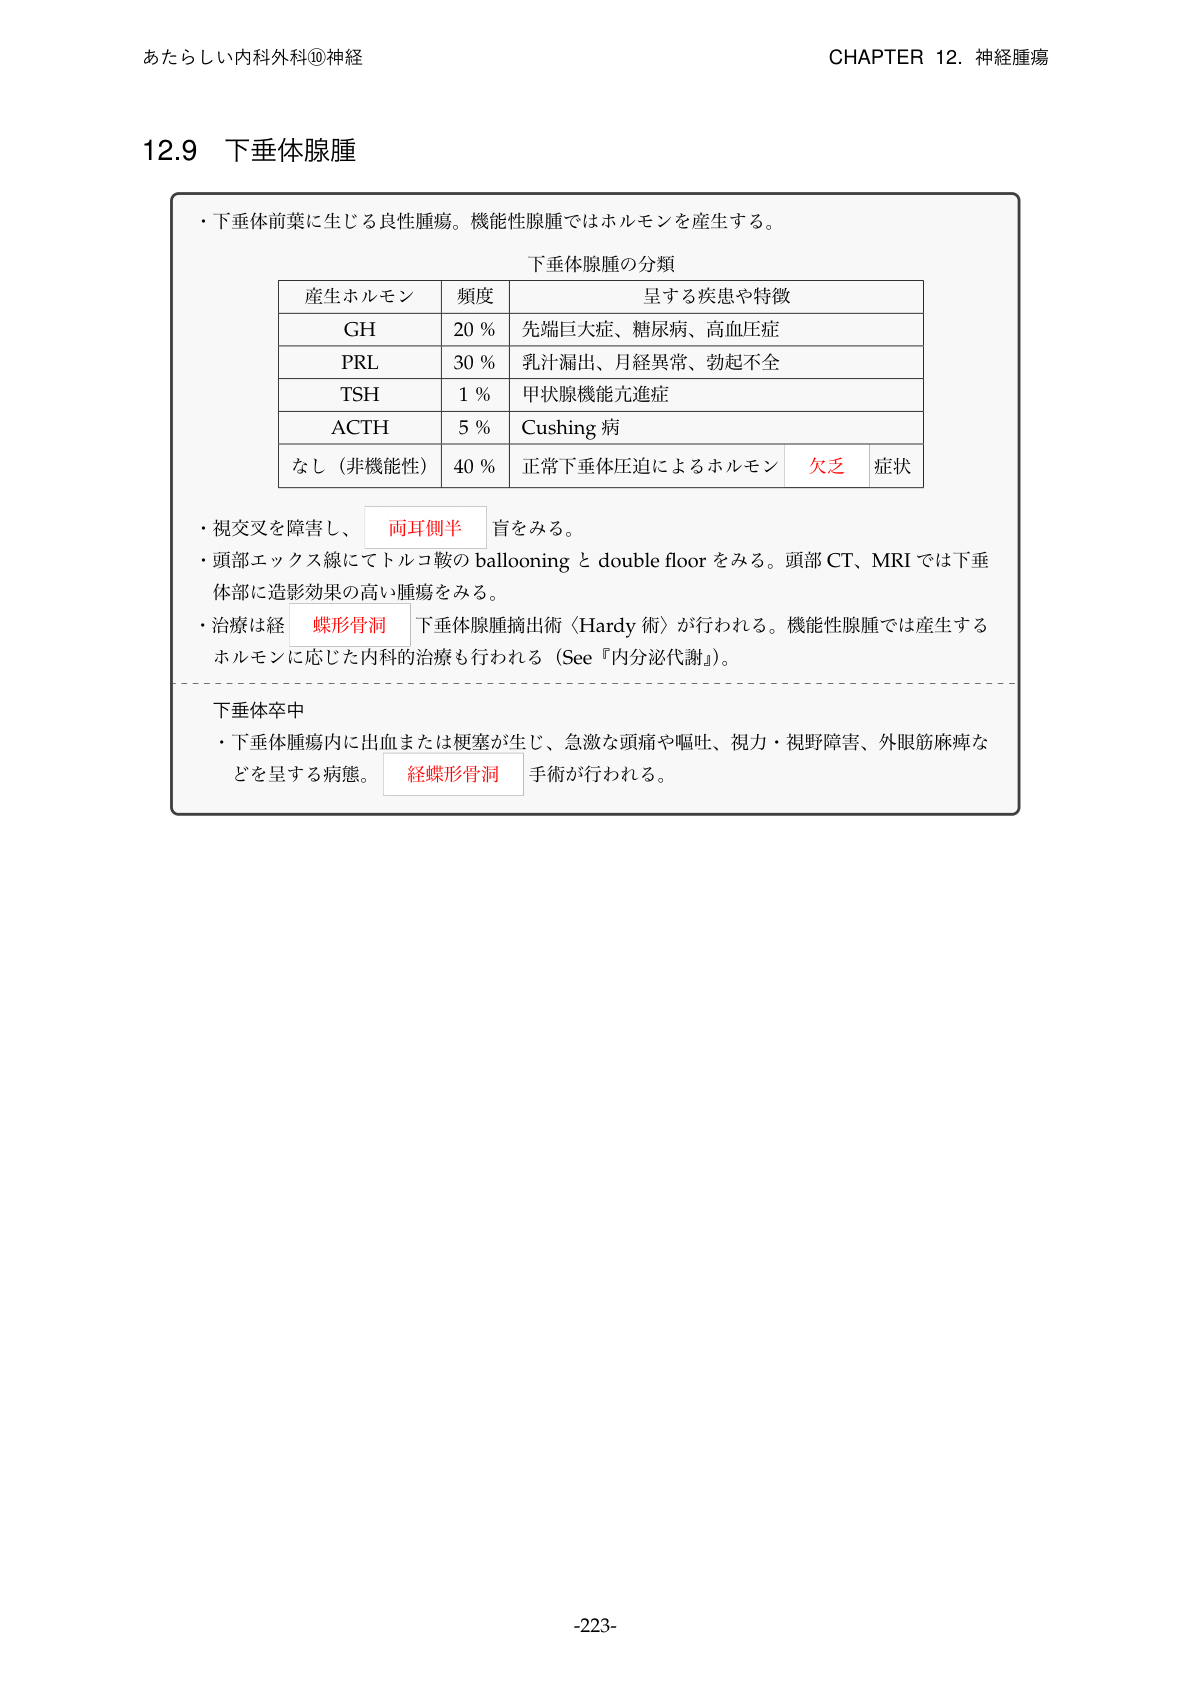 あたらしい内科外科⑩神経
CHAPTER 12. 神経腫瘍
12.9 下垂体腺腫
・下垂体前葉に生じる良性腫瘍。機能性腺腫ではホルモンを産生する。
下垂体腺腫の分類
産生ホルモン 頻度 呈する疾患や特徴
GH 20 % 先端巨大症、糖尿病、高血圧症
PRL 30 % 乳汁漏出、月経異常、勃起不全
TSH 1 % 甲状腺機能亢進症
ACTH 5 % Cushing 病
なし（非機能性） 40 % 正常下垂体圧迫によるホルモン 欠乏 症状
・視交叉を障害し、 両耳側半 盲をみる。
・頭部エックス線にてトルコ鞍の ballooning と double floor をみる。頭部 CT、MRI では下垂
体部に造影効果の高い腫瘍をみる。
・治療は経 蝶形骨洞 下垂体腺腫摘出術〈Hardy 術〉が行われる。機能性腺腫では産生する
ホルモンに応じた内科的治療も行われる（See『内分泌代謝』）。
下垂体卒中
・下垂体腫瘍内に出血または梗塞が生じ、急激な頭痛や嘔吐、視力・視野障害、外眼筋麻痺な
どを呈する病態。 経蝶形骨洞 手術が行われる。
-223-